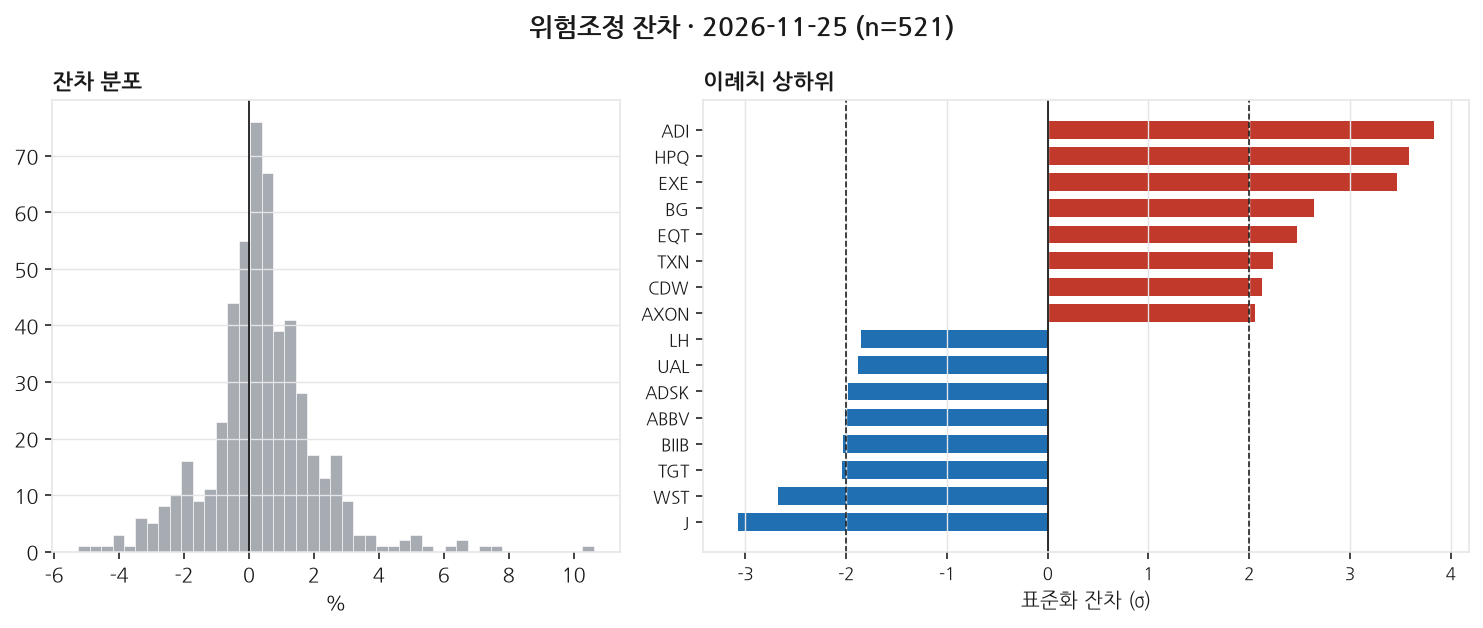 위험조정 잔차 · 2026-11-25 (n=521)
잔차 분포
70
60
50
40
30
20
10
0
-6 -4 -2 0 2 4 6 8 10
%
이례치 상하위
ADI
HPQ
EXE
BG
EQT
TXN
CDW
AXON
LH
UAL
ADSK
ABBV
BIIB
TGT
WST
J
-3 -2 -1 0 1 2 3 4
표준화 잔차 (σ)